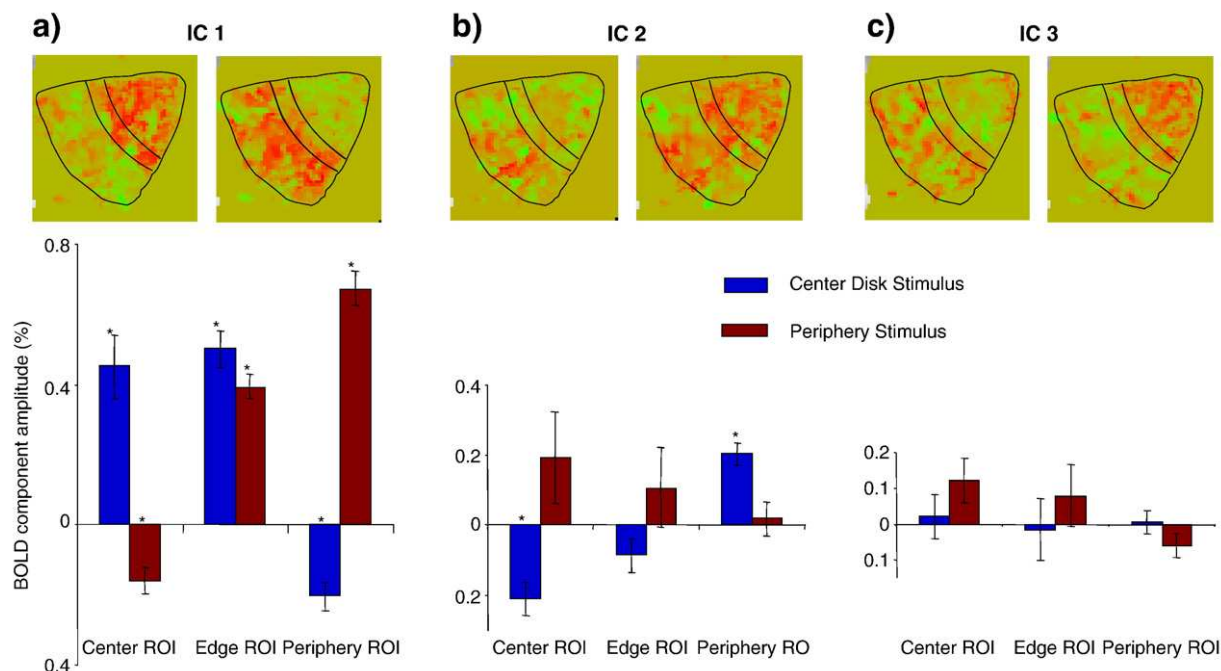 a)
IC 1
b)
IC 2
c)
IC 3
BOLD component amplitude (%)
0.8
0.4
0
0.4
* * * * * *
Center ROI Edge ROI Periphery ROI
Center Disk Stimulus
Periphery Stimulus
0.4
0.2
0
0.2
* *
Center ROI Edge ROI Periphery RO
0.2
0.1
0
0.1
Center ROI Edge ROI Periphery ROI